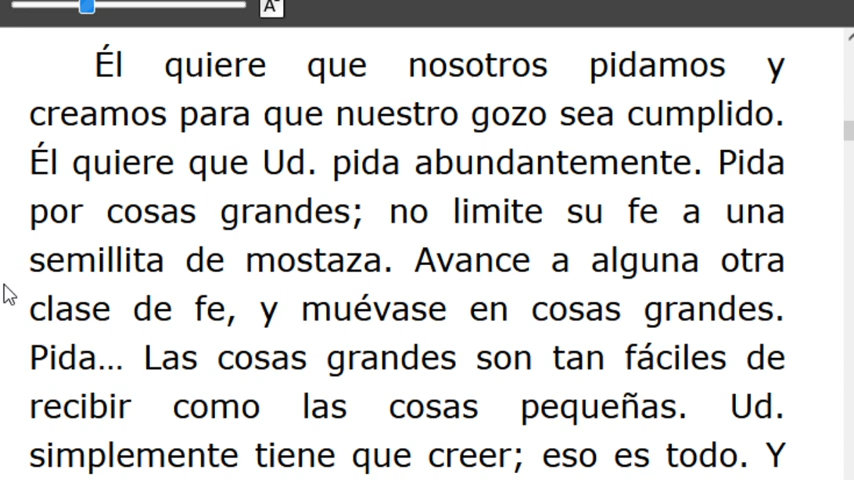 A
Él quiere que nosotros pidamos y
creamos para que nuestro gozo sea cumplido.
Él quiere que Ud. pida abundantemente. Pida
por cosas grandes; no limite su fe a una
semillita de mostaza. Avance a alguna otra
clase de fe, y muévase en cosas grandes.
Pida... Las cosas grandes son tan fáciles de
recibir como las cosas pequeñas. Ud.
simplemente tiene que creer; eso es todo. Y